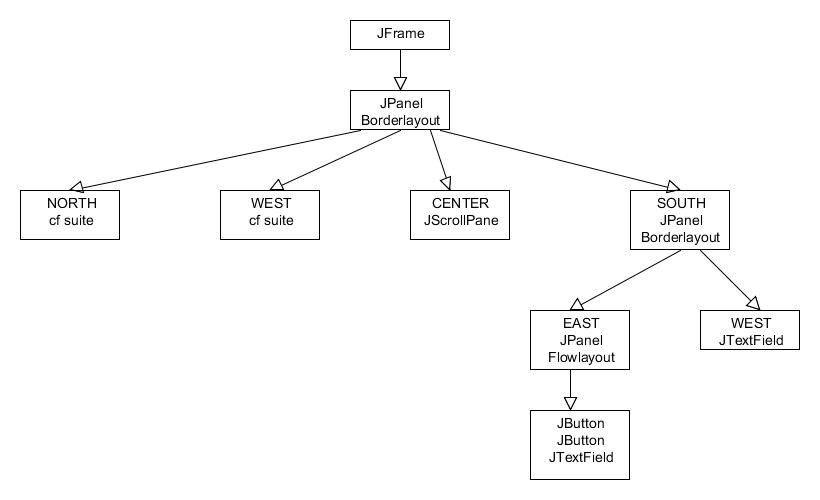 JFrame
JPanel
Borderlayout
NORTH
cf suite
WEST
cf suite
CENTER
JScrollPane
SOUTH
JPanel
Borderlayout
EAST
JPanel
Flowlayout
WEST
JTextField
JButton
JButton
JTextField